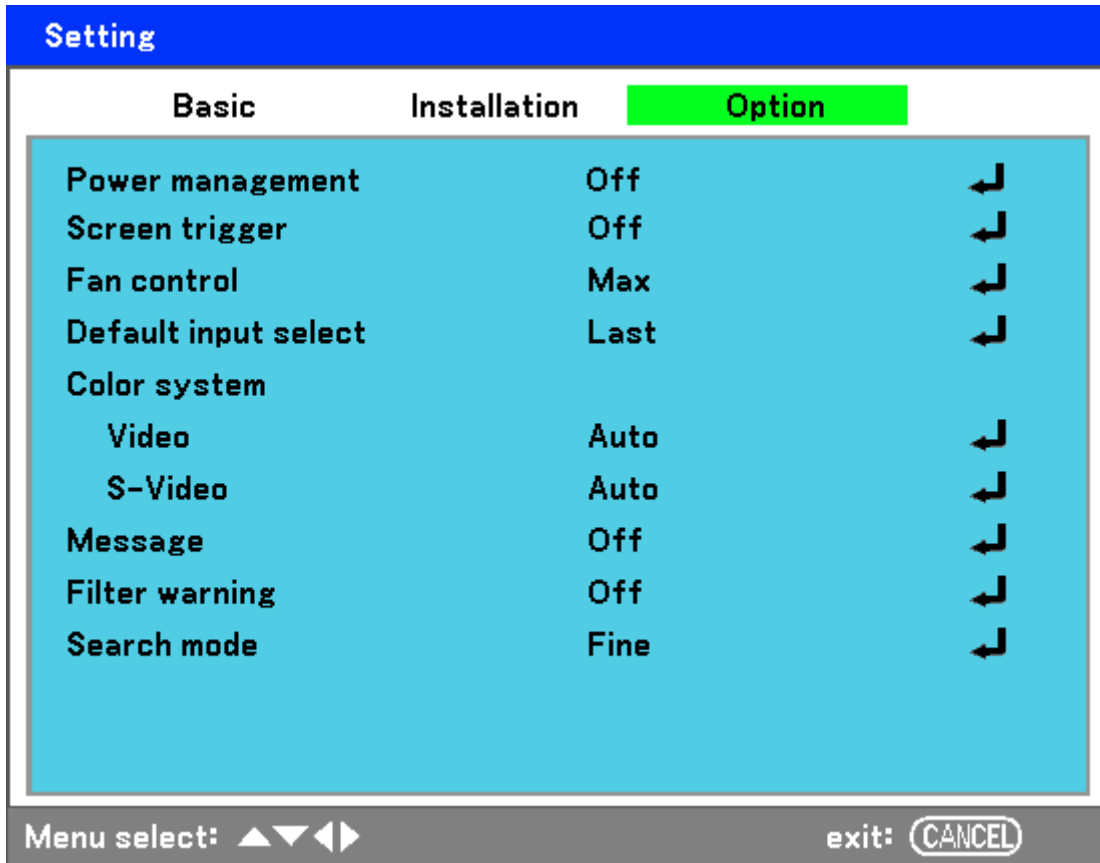 Setting
Basic Installation Option
Power management Off
Screen trigger Off
Fan control Max
Default input select Last
Color system
Video Auto
S-Video Auto
Message Off
Filter warning Off
Search mode Fine
Menu select: ▲▼◀▶ exit: CANCEL